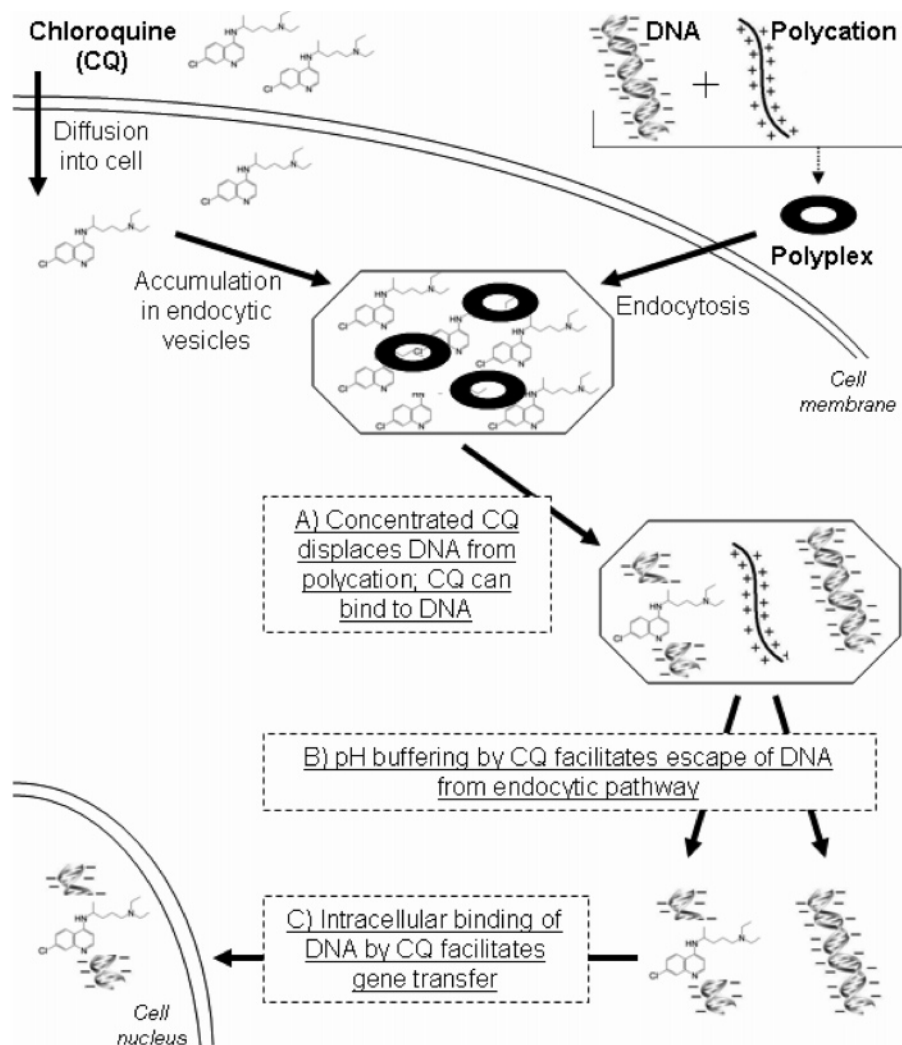 Chloroquine
(CQ)
DNA
Polycation
+
Diffusion
into cell
Polyplex
Accumulation
in endocytic
vesicles
Endocytosis
Cell
membrane
A) Concentrated CQ
displaces DNA from
polycation; CQ can
bind to DNA
B) pH buffering by CQ facilitates escape of DNA
from endocytic pathway
C) Intracellular binding of
DNA by CQ facilitates
gene transfer
Cell
nucleus